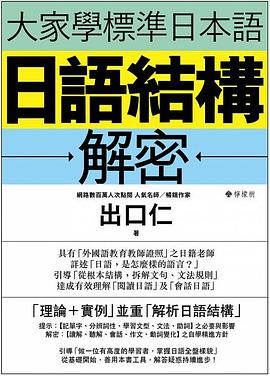 大家學標準日本語
日語結構
解密
網路數百萬人次點閱 人氣名師/暢銷作家
出口仁
著
檸檬樹
具有「外國語教育教師證照」之日籍老師
詳述「日語,是怎麼樣的語言?」
引導「從根本結構,拆解文句、文法規則」
達成有效理解「閱讀日語」及「會話日語」
「理論+實例」並重「解析日語結構」
提示:【記單字、分辨詞性、學習文型、文法、助詞】之必要與影響
解密:【讀解、聽解、會話、作文、動詞變化】之自學精進方針
引導「做一位有高度的學習者,掌握日語全盤樣貌」
從基礎開始,善用本書工具,解答疑惑持續進步!